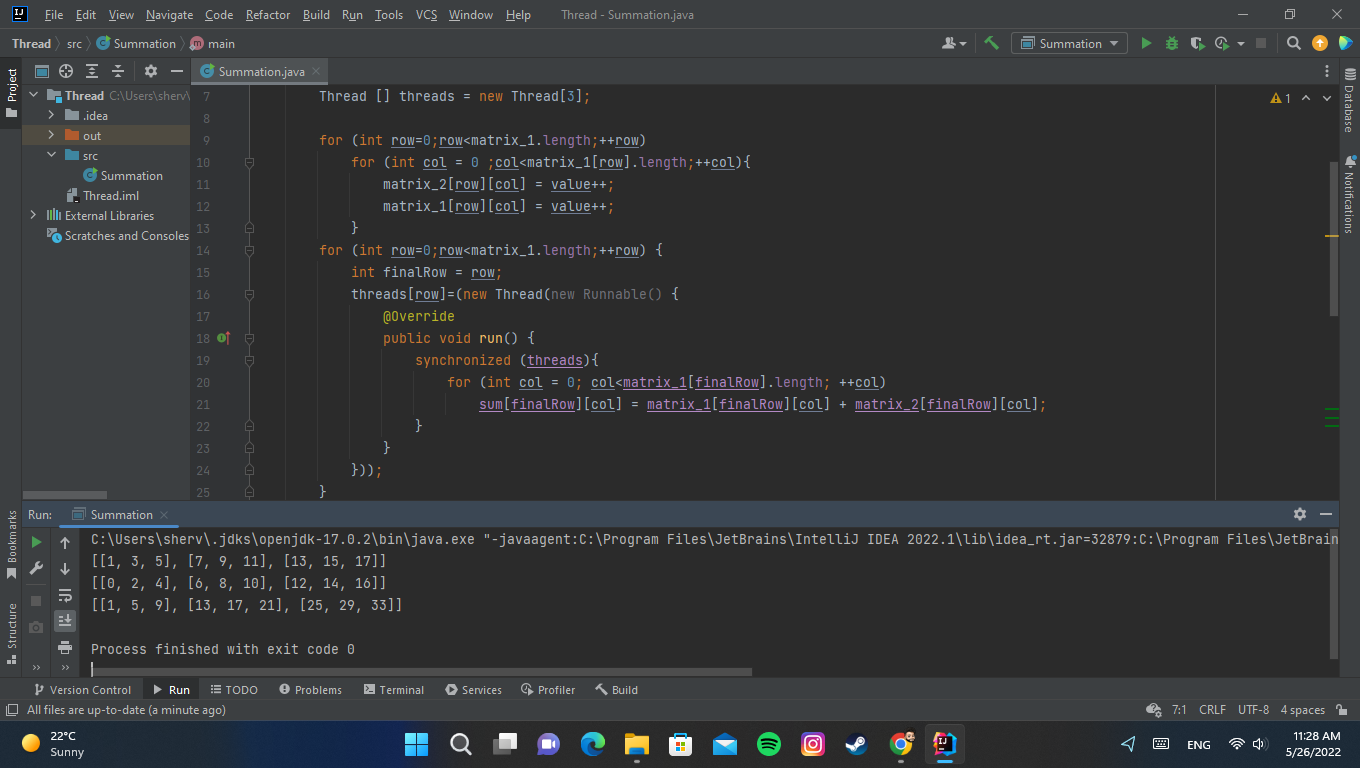 File Edit View Navigate Code Refactor Build Run Tools VCS Window Help Thread - Summation.java
Thread src Summation main Summation
Project
Summation.java
Thread C:\Users\sherv\
.idea
out
src
Summation
Thread.iml
External Libraries
Scratches and Consoles
1
7 Thread [] threads = new Thread[3];
8
9 for (int row=0;row<matrix_1.length;++row)
10 for (int col = 0 ;col<matrix_1[row].length;++col){
11 matrix_2[row][col] = value++;
12 matrix_1[row][col] = value++;
13 }
14 for (int row=0;row<matrix_1.length;++row) {
15 int finalRow = row;
16 threads[row]=(new Thread(new Runnable() {
17 @Override
18 public void run() {
19 synchronized (threads){
20 for (int col = 0; col<matrix_1[finalRow].length; ++col)
21 sum[finalRow][col] = matrix_1[finalRow][col] + matrix_2[finalRow][col];
22 }
23 }
24 }));
25 }
Database
Notifications
Bookmarks
Structure
Run: Summation
C:\Users\sherv\.jdks\openjdk-17.0.2\bin\java.exe "-javaagent:C:\Program Files\JetBrains\IntelliJ IDEA 2022.1\lib\idea_rt.jar=32879:C:\Program Files\JetBrain
[[1, 3, 5], [7, 9, 11], [13, 15, 17]]
[[0, 2, 4], [6, 8, 10], [12, 14, 16]]
[[1, 5, 9], [13, 17, 21], [25, 29, 33]]
Process finished with exit code 0
Version Control Run TODO Problems Terminal Services Profiler Build
All files are up-to-date (a minute ago) 7:1 CRLF UTF-8 4 spaces
22°C
Sunny
ENG
11:28 AM
5/26/2022